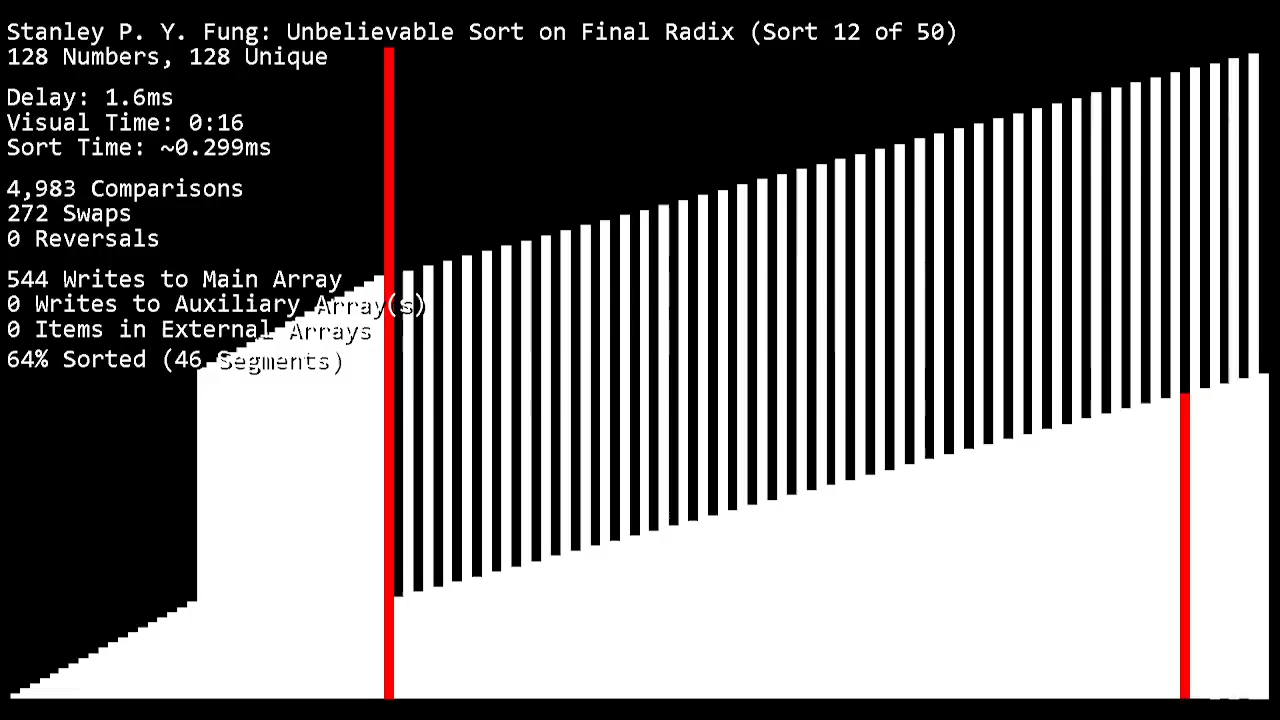 Stanley P. Y. Fung: Unbelievable Sort on Final Radix (Sort 12 of 50)
128 Numbers, 128 Unique
Delay: 1.6ms
Visual Time: 0:16
Sort Time: ~0.299ms
4,983 Comparisons
272 Swaps
0 Reversals
544 Writes to Main Array
0 Writes to Auxiliary Array(s)
0 Items in External Arrays
64% Sorted (46 Segments)